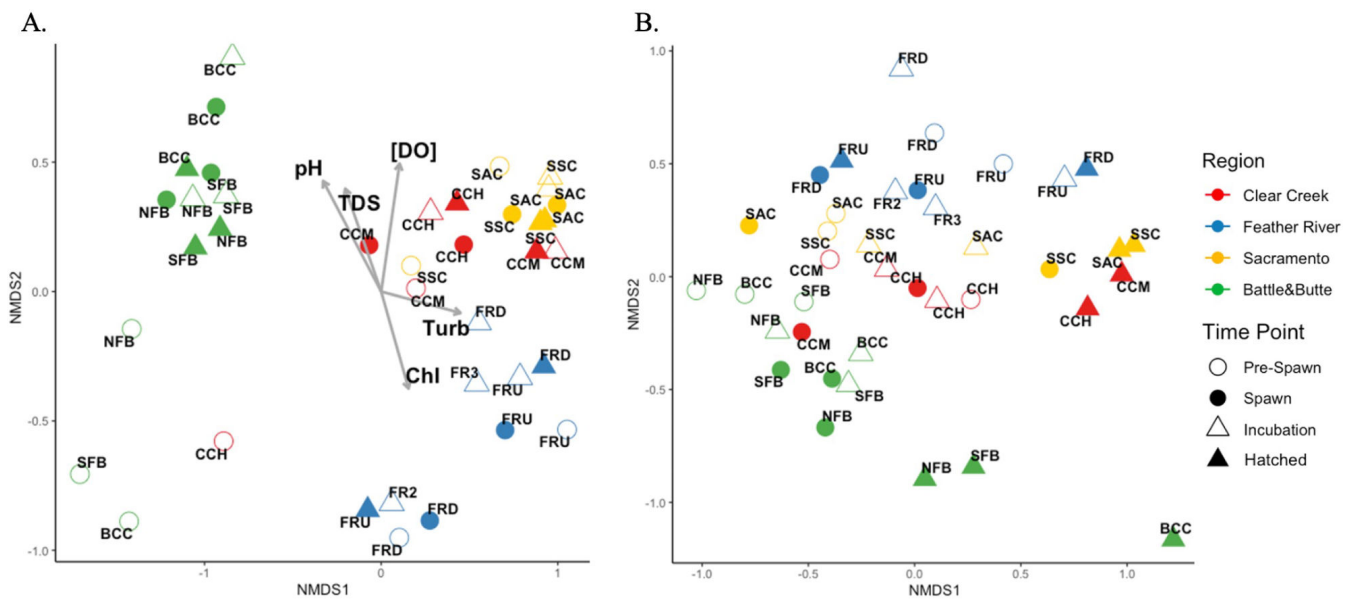 A.
BCC
BCC
BCC
SFB
NFB
NFB
SFB
NFB
SFB
NFB
SFB
BCC
CCH
pH
TDS
[DO]
Turb
Chl
CCM
CCH
CCH
CCH
SAC
SSC
SAC
SAC
SSC
SAC
SSC
CCM
CCM
SSC
CCM
FRD
FR3
FRU
FRD
FRU
FRU
FR2
FRU
FRD
FRD
0.5
0.0
-0.5
-1.0
-1
0
1
NMDS1
NMDS2
B.
FRD
FRD
FRU
FRU
FRD
FRU
FRD
FRU
FR2
FR3
SAC
SAC
SSC
SSC
SAC
CCM
CCM
CCH
CCH
CCH
SSC
SSC
SAC
CCM
CCH
NFB
BCC
SFB
NFB
CCM
BCC
SFB
BCC
SFB
NFB
NFB
SFB
BCC
1.0
0.5
0.0
-0.5
-1.0
-1.0
-0.5
0.0
0.5
1.0
NMDS1
NMDS2
Region
Clear Creek
Feather River
Sacramento
Battle&Butte
Time Point
Pre-Spawn
Spawn
Incubation
Hatched